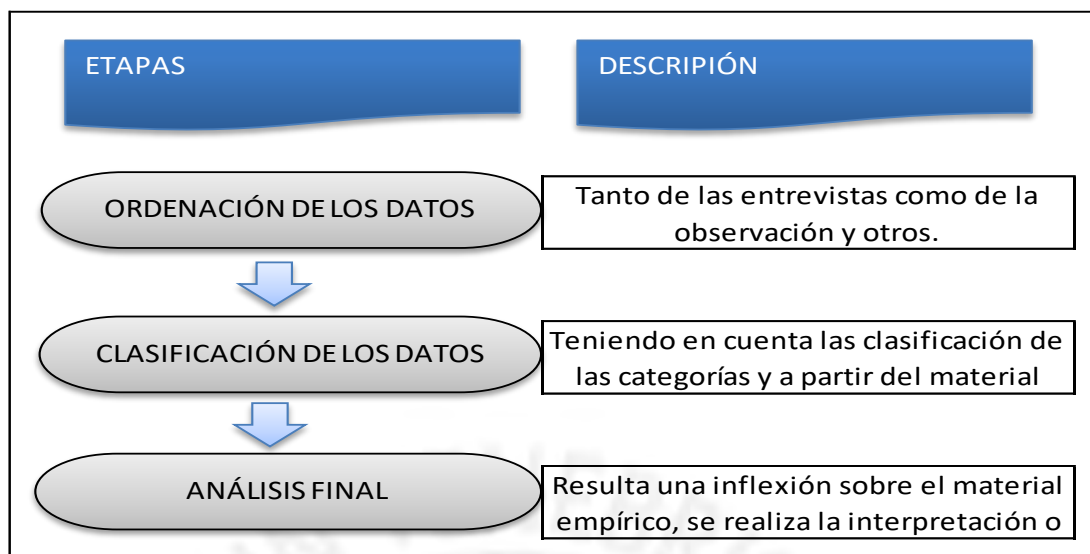 ETAPAS
DESCRIPIÓN
ORDENACIÓN DE LOS DATOS
Tanto de las entrevistas como de la
observación y otros.
CLASIFICACIÓN DE LOS DATOS
Teniendo en cuenta las clasificación de
las categorías y a partir del material
ANÁLISIS FINAL
Resulta una inflexión sobre el material
empírico, se realiza la interpretación o